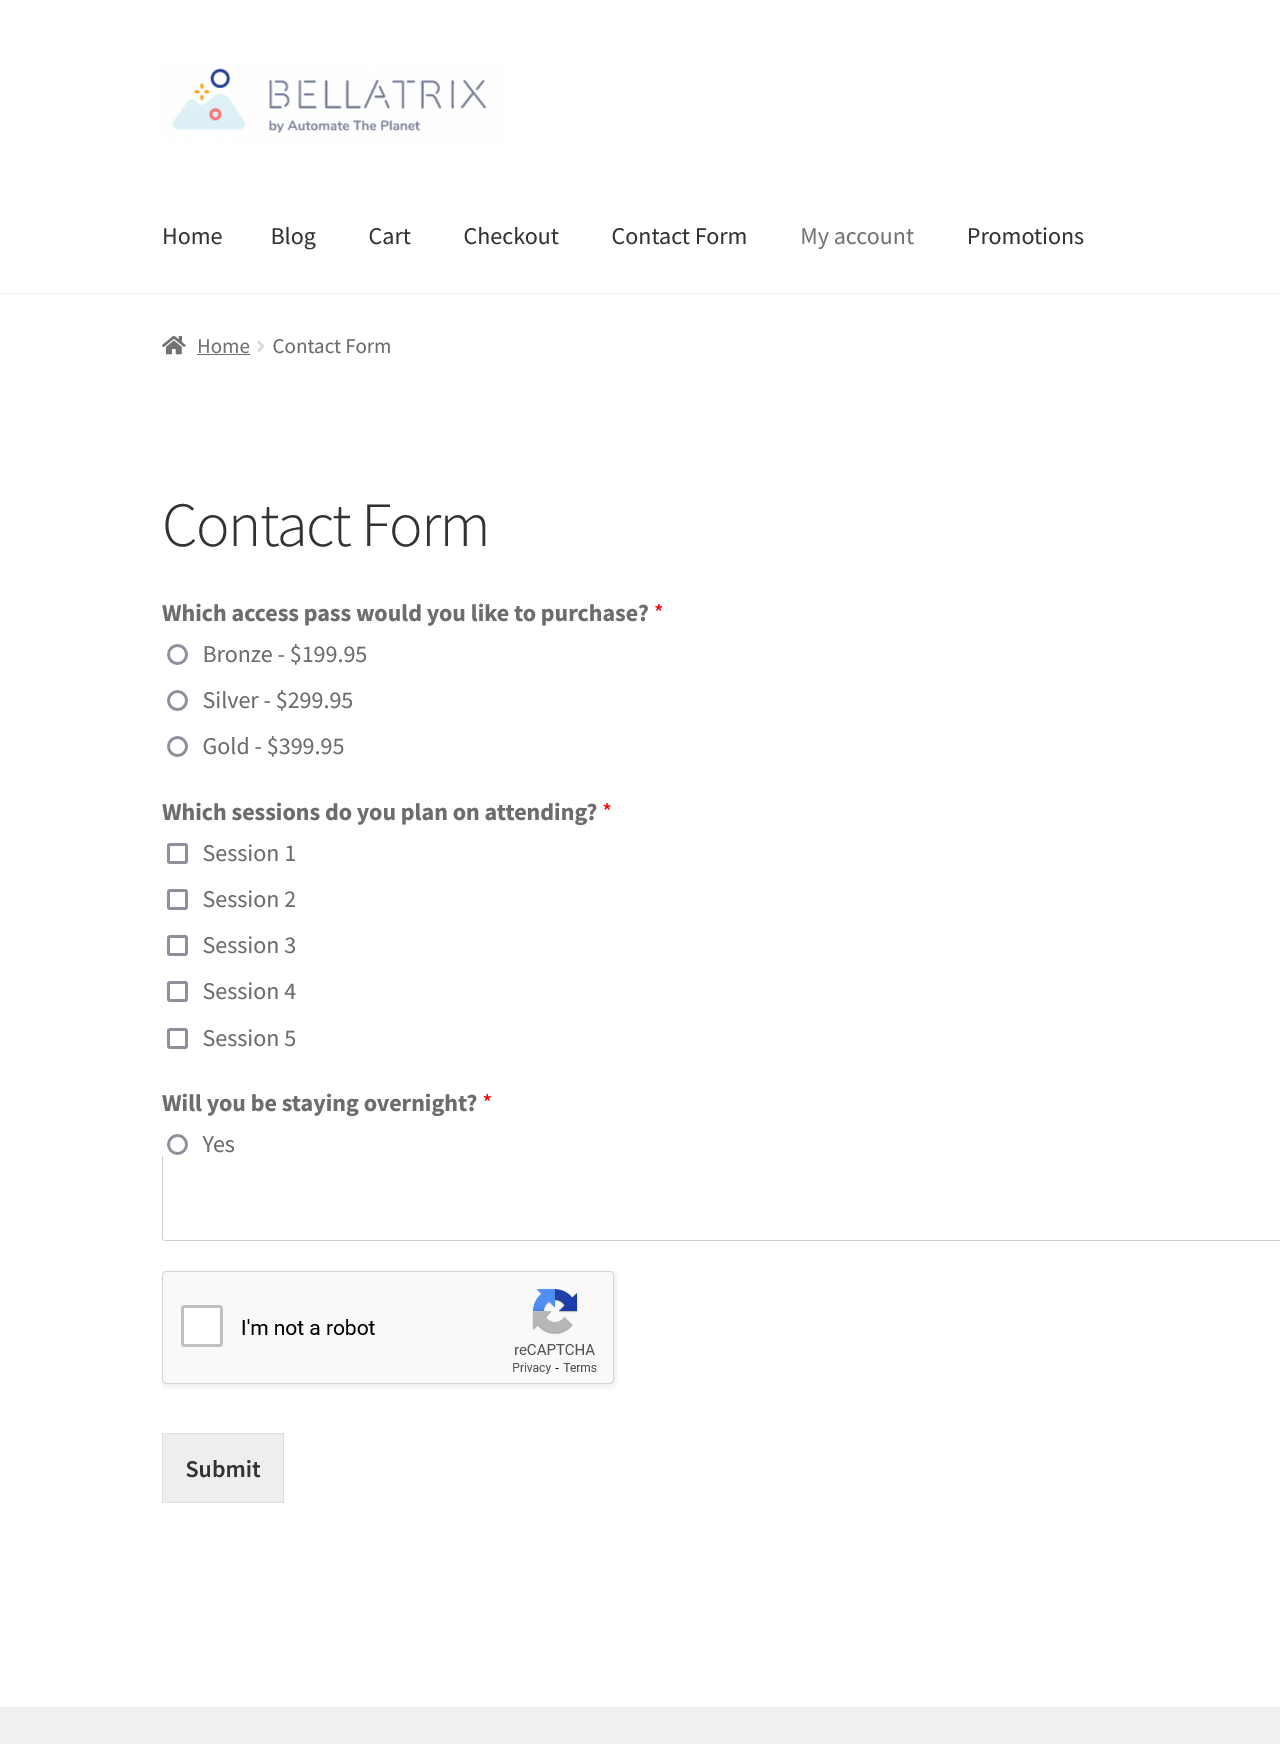 BELLATRIX
by Automate The Planet
Home Blog Cart Checkout Contact Form My account Promotions
Home Contact Form
Contact Form
Which access pass would you like to purchase? *
Bronze - $199.95
Silver - $299.95
Gold - $399.95
Which sessions do you plan on attending? *
Session 1
Session 2
Session 3
Session 4
Session 5
Will you be staying overnight? *
Yes
I'm not a robot
reCAPTCHA
Privacy - Terms
Submit